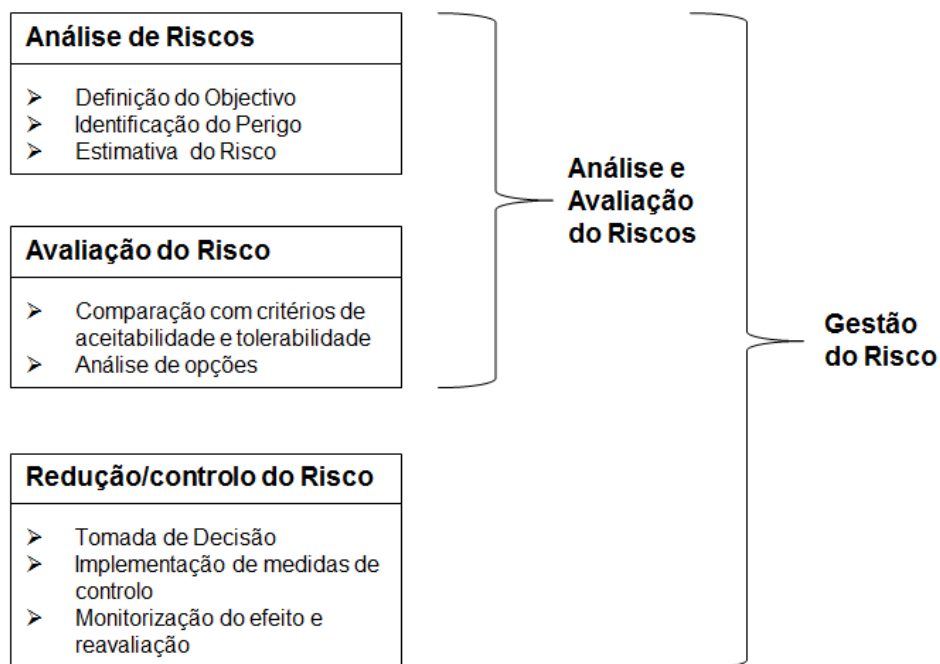 Análise de Riscos
➢ Definição do Objectivo
➢ Identificação do Perigo
➢ Estimativa do Risco
Avaliação do Risco
➢ Comparação com critérios de
aceitabilidade e tolerabilidade
➢ Análise de opções
Redução/controlo do Risco
➢ Tomada de Decisão
➢ Implementação de medidas de
controlo
➢ Monitorização do efeito e
reavaliação
Análise e
Avaliação
do Riscos
Gestão
do Risco